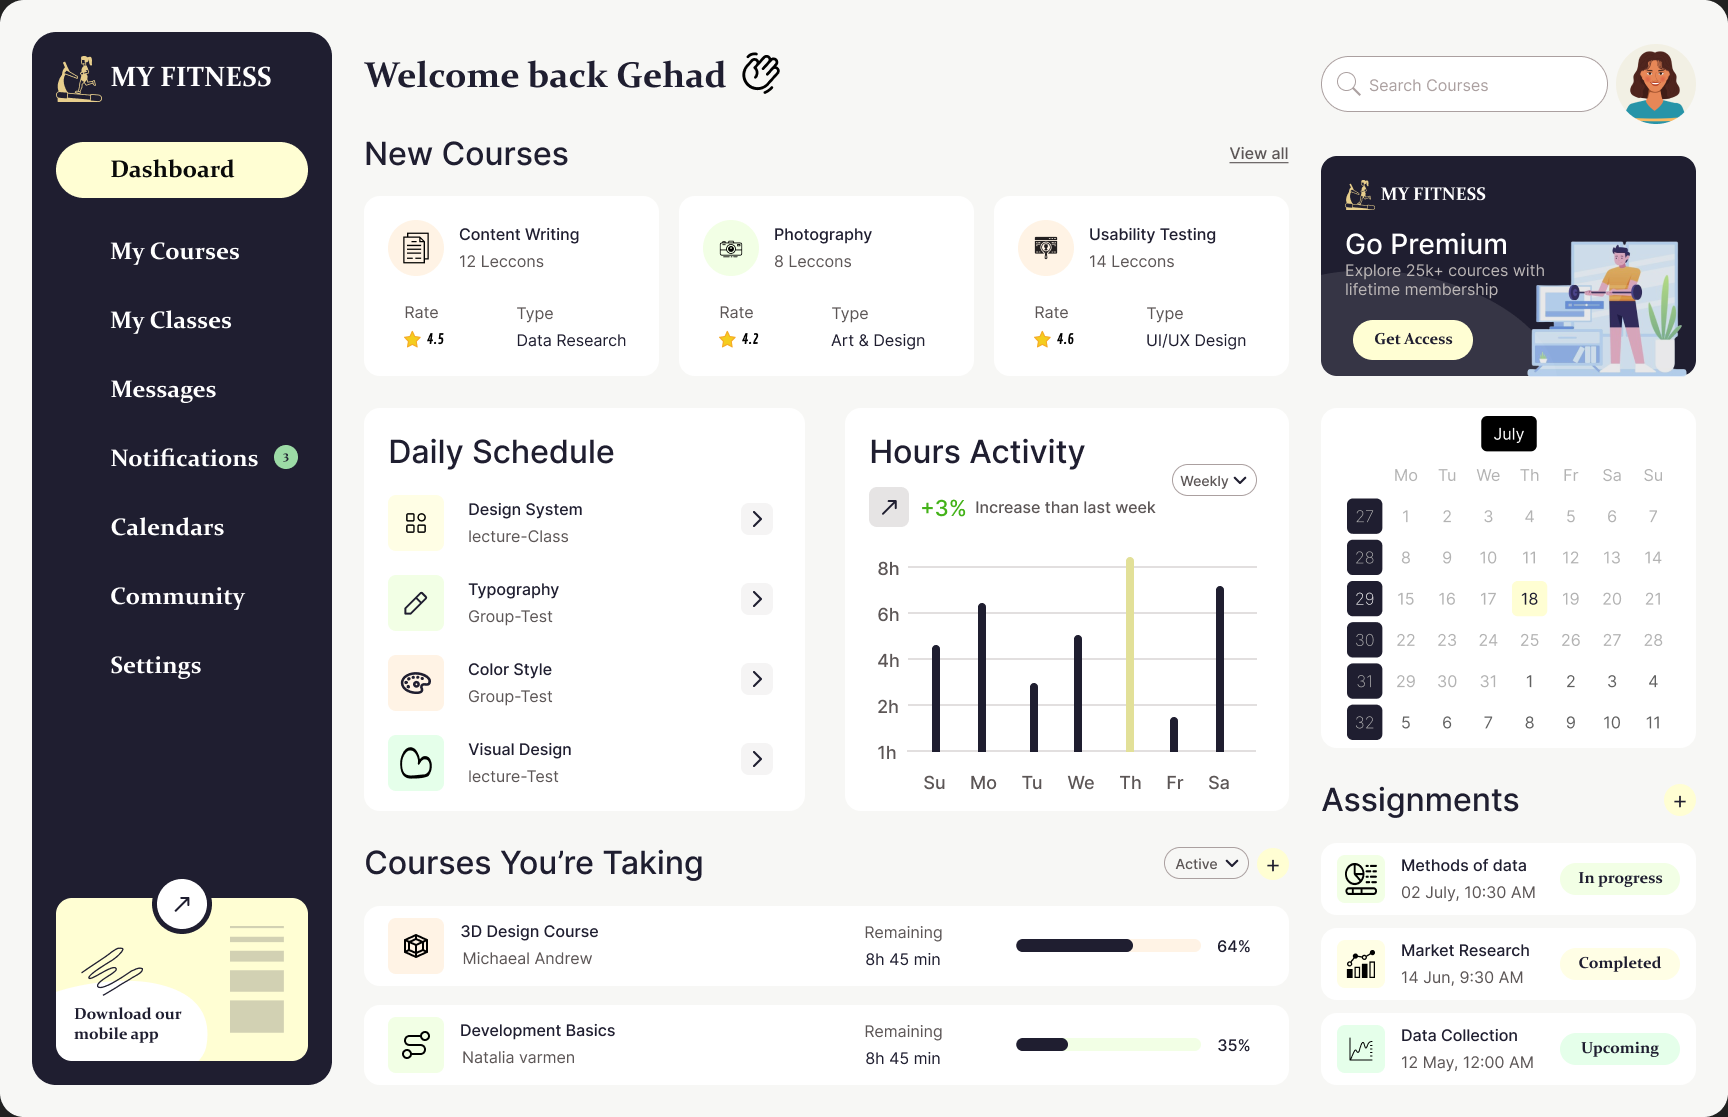 MY FITNESS
Dashboard
My Courses
My Classes
Messages
Notifications 3
Calendars
Community
Settings
Download our
mobile app
Welcome back Gehad
Search Courses
New Courses
View all
Content Writing
12 Leccons
Rate
Type
4.5
Data Research
Photography
8 Leccons
Rate
Type
4.2
Art & Design
Usability Testing
14 Leccons
Rate
Type
4.6
UI/UX Design
MY FITNESS
Go Premium
Explore 25k+ cources with
lifetime membership
Get Access
Daily Schedule
Design System
lecture-Class
Typography
Group-Test
Color Style
Group-Test
Visual Design
lecture-Test
Hours Activity
Weekly
+3% Increase than last week
8h
6h
4h
2h
1h
Su Mo Tu We Th Fr Sa
July
Mo Tu We Th Fr Sa Su
27 1 2 3 4 5 6 7
28 8 9 10 11 12 13 14
29 15 16 17 18 19 20 21
30 22 23 24 25 26 27 28
31 29 30 31 1 2 3 4
32 5 6 7 8 9 10 11
Courses You’re Taking
Active
+
3D Design Course
Michaeal Andrew
Remaining
8h 45 min
64%
Development Basics
Natalia varmen
Remaining
8h 45 min
35%
Assignments
+
Methods of data
02 July, 10:30 AM
In progress
Market Research
14 Jun, 9:30 AM
Completed
Data Collection
12 May, 12:00 AM
Upcoming